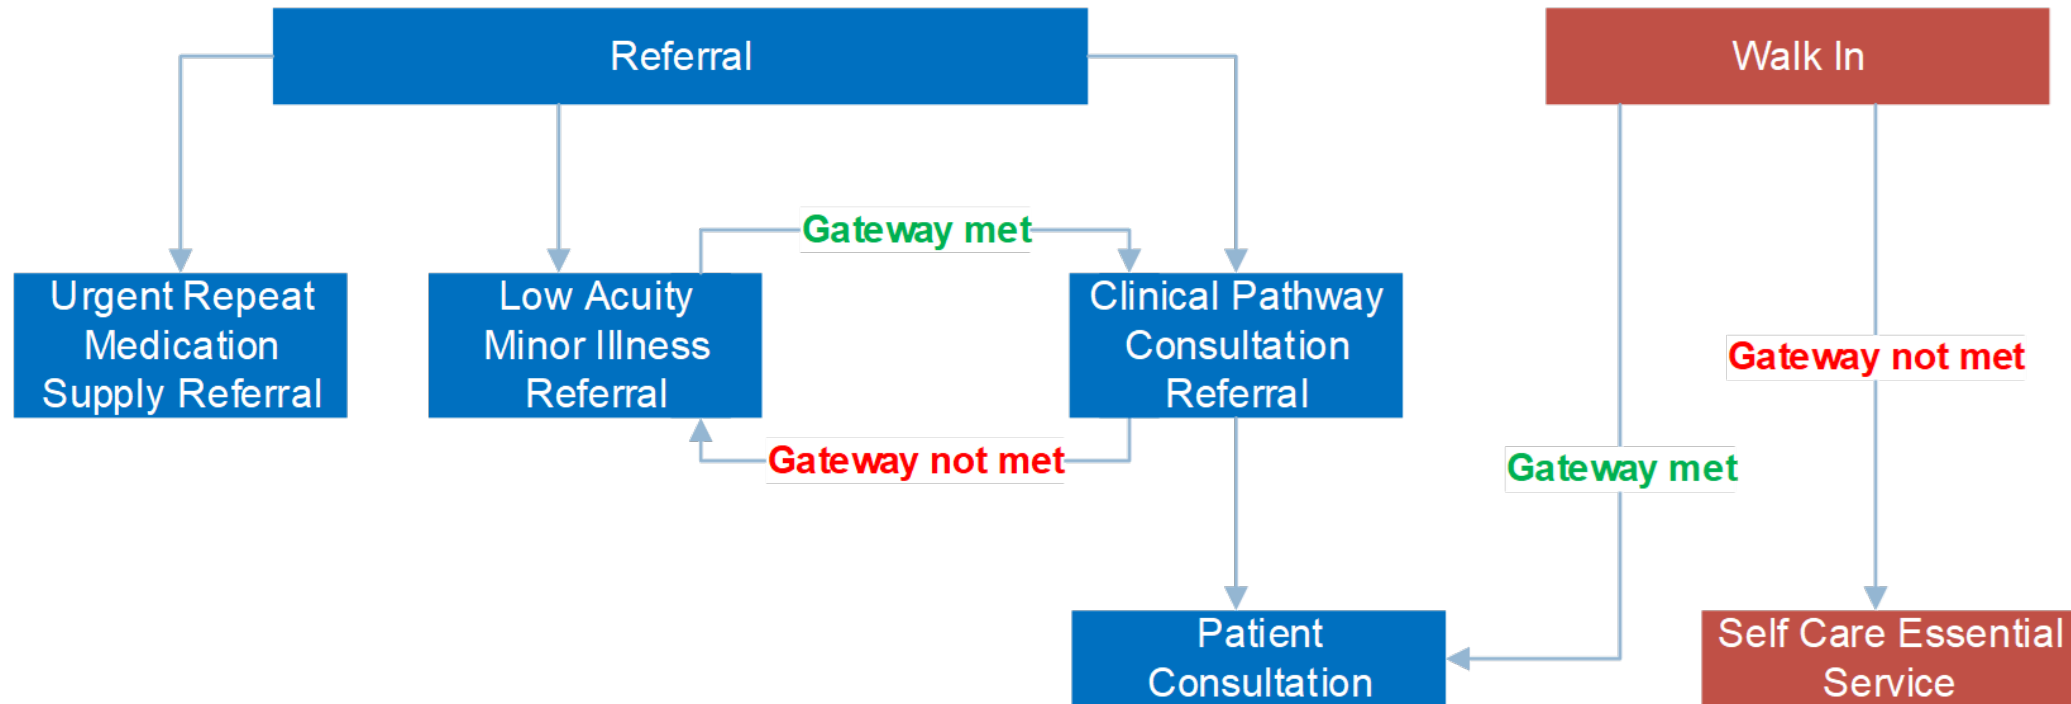 Referral
Walk In
Gateway met
Urgent Repeat
Medication
Supply Referral
Low Acuity
Minor Illness
Referral
Clinical Pathway
Consultation
Referral
Gateway not met
Gateway not met
Gateway met
Patient
Consultation
Self Care Essential
Service